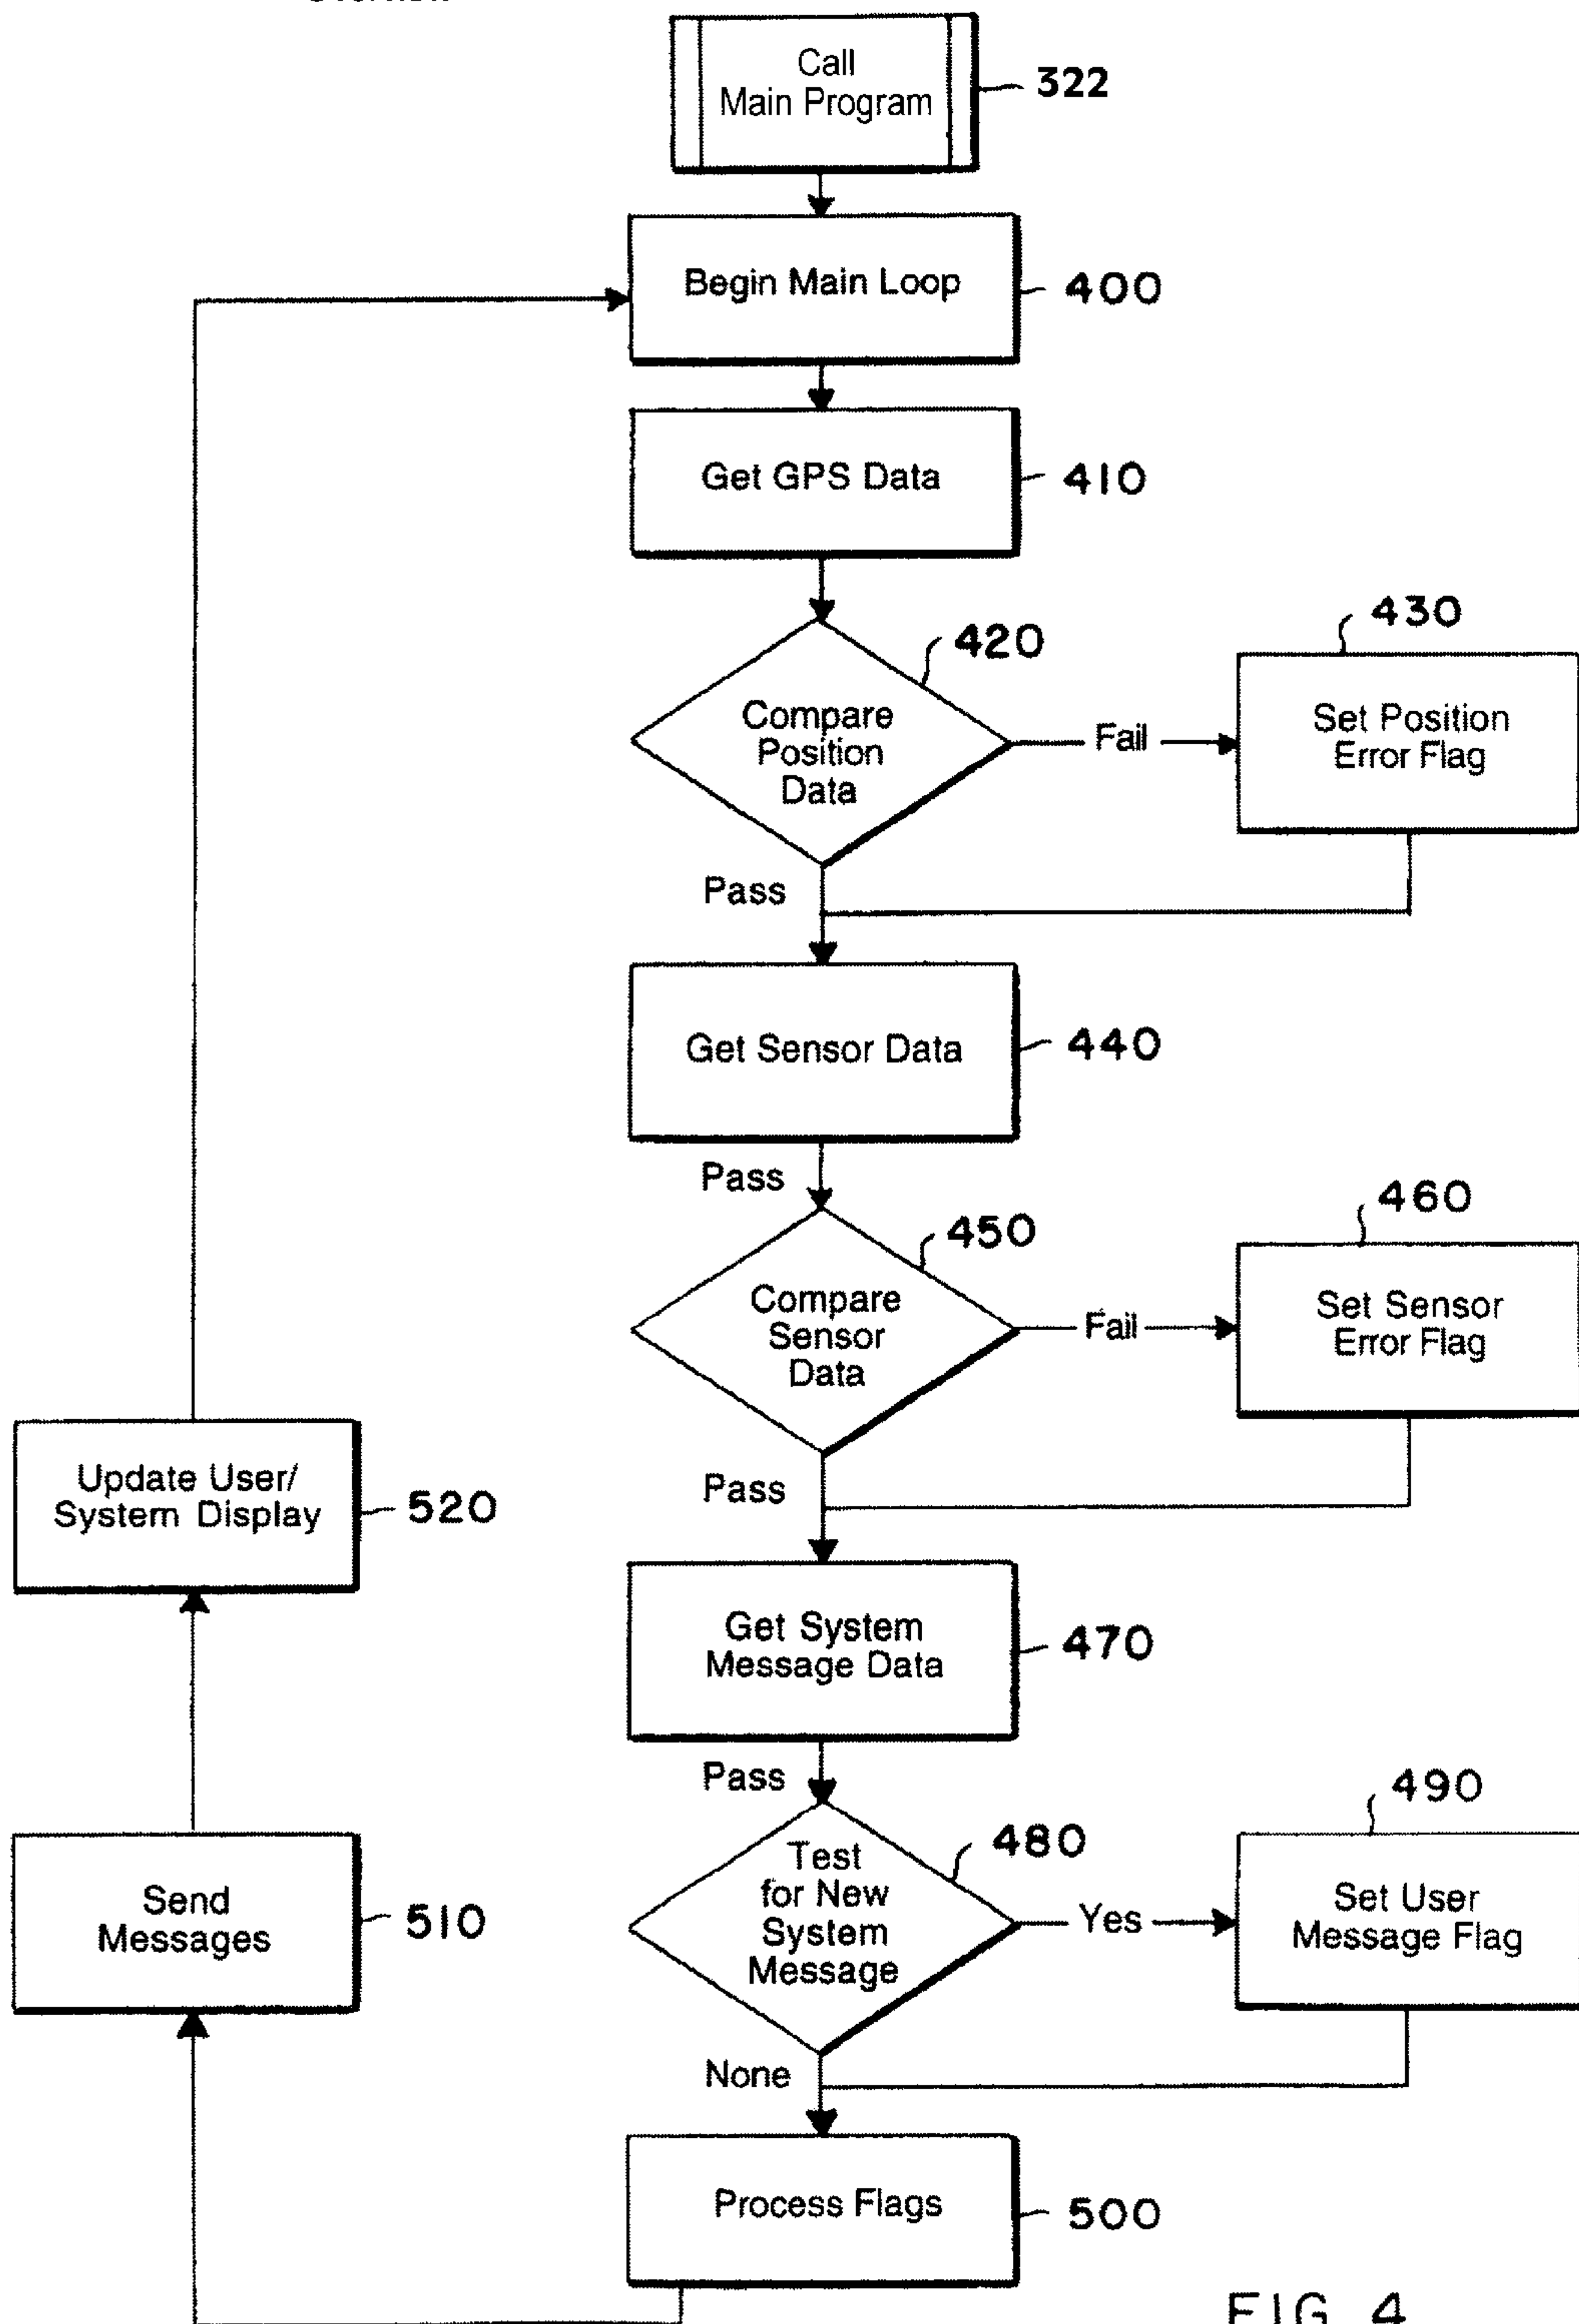 Call
Main Program
322
Begin Main Loop
400
Get GPS Data
410
420
430
Compare
Position
Data
Fail
Set Position
Error Flag
Pass
Get Sensor Data
440
Pass
450
460
Compare
Sensor
Data
Fail
Set Sensor
Error Flag
Pass
Update User/
System Display
520
Get System
Message Data
470
Pass
480
490
Test
for New
System
Message
Yes
Set User
Message Flag
Send
Messages
510
None
Process Flags
500
FIG. 4